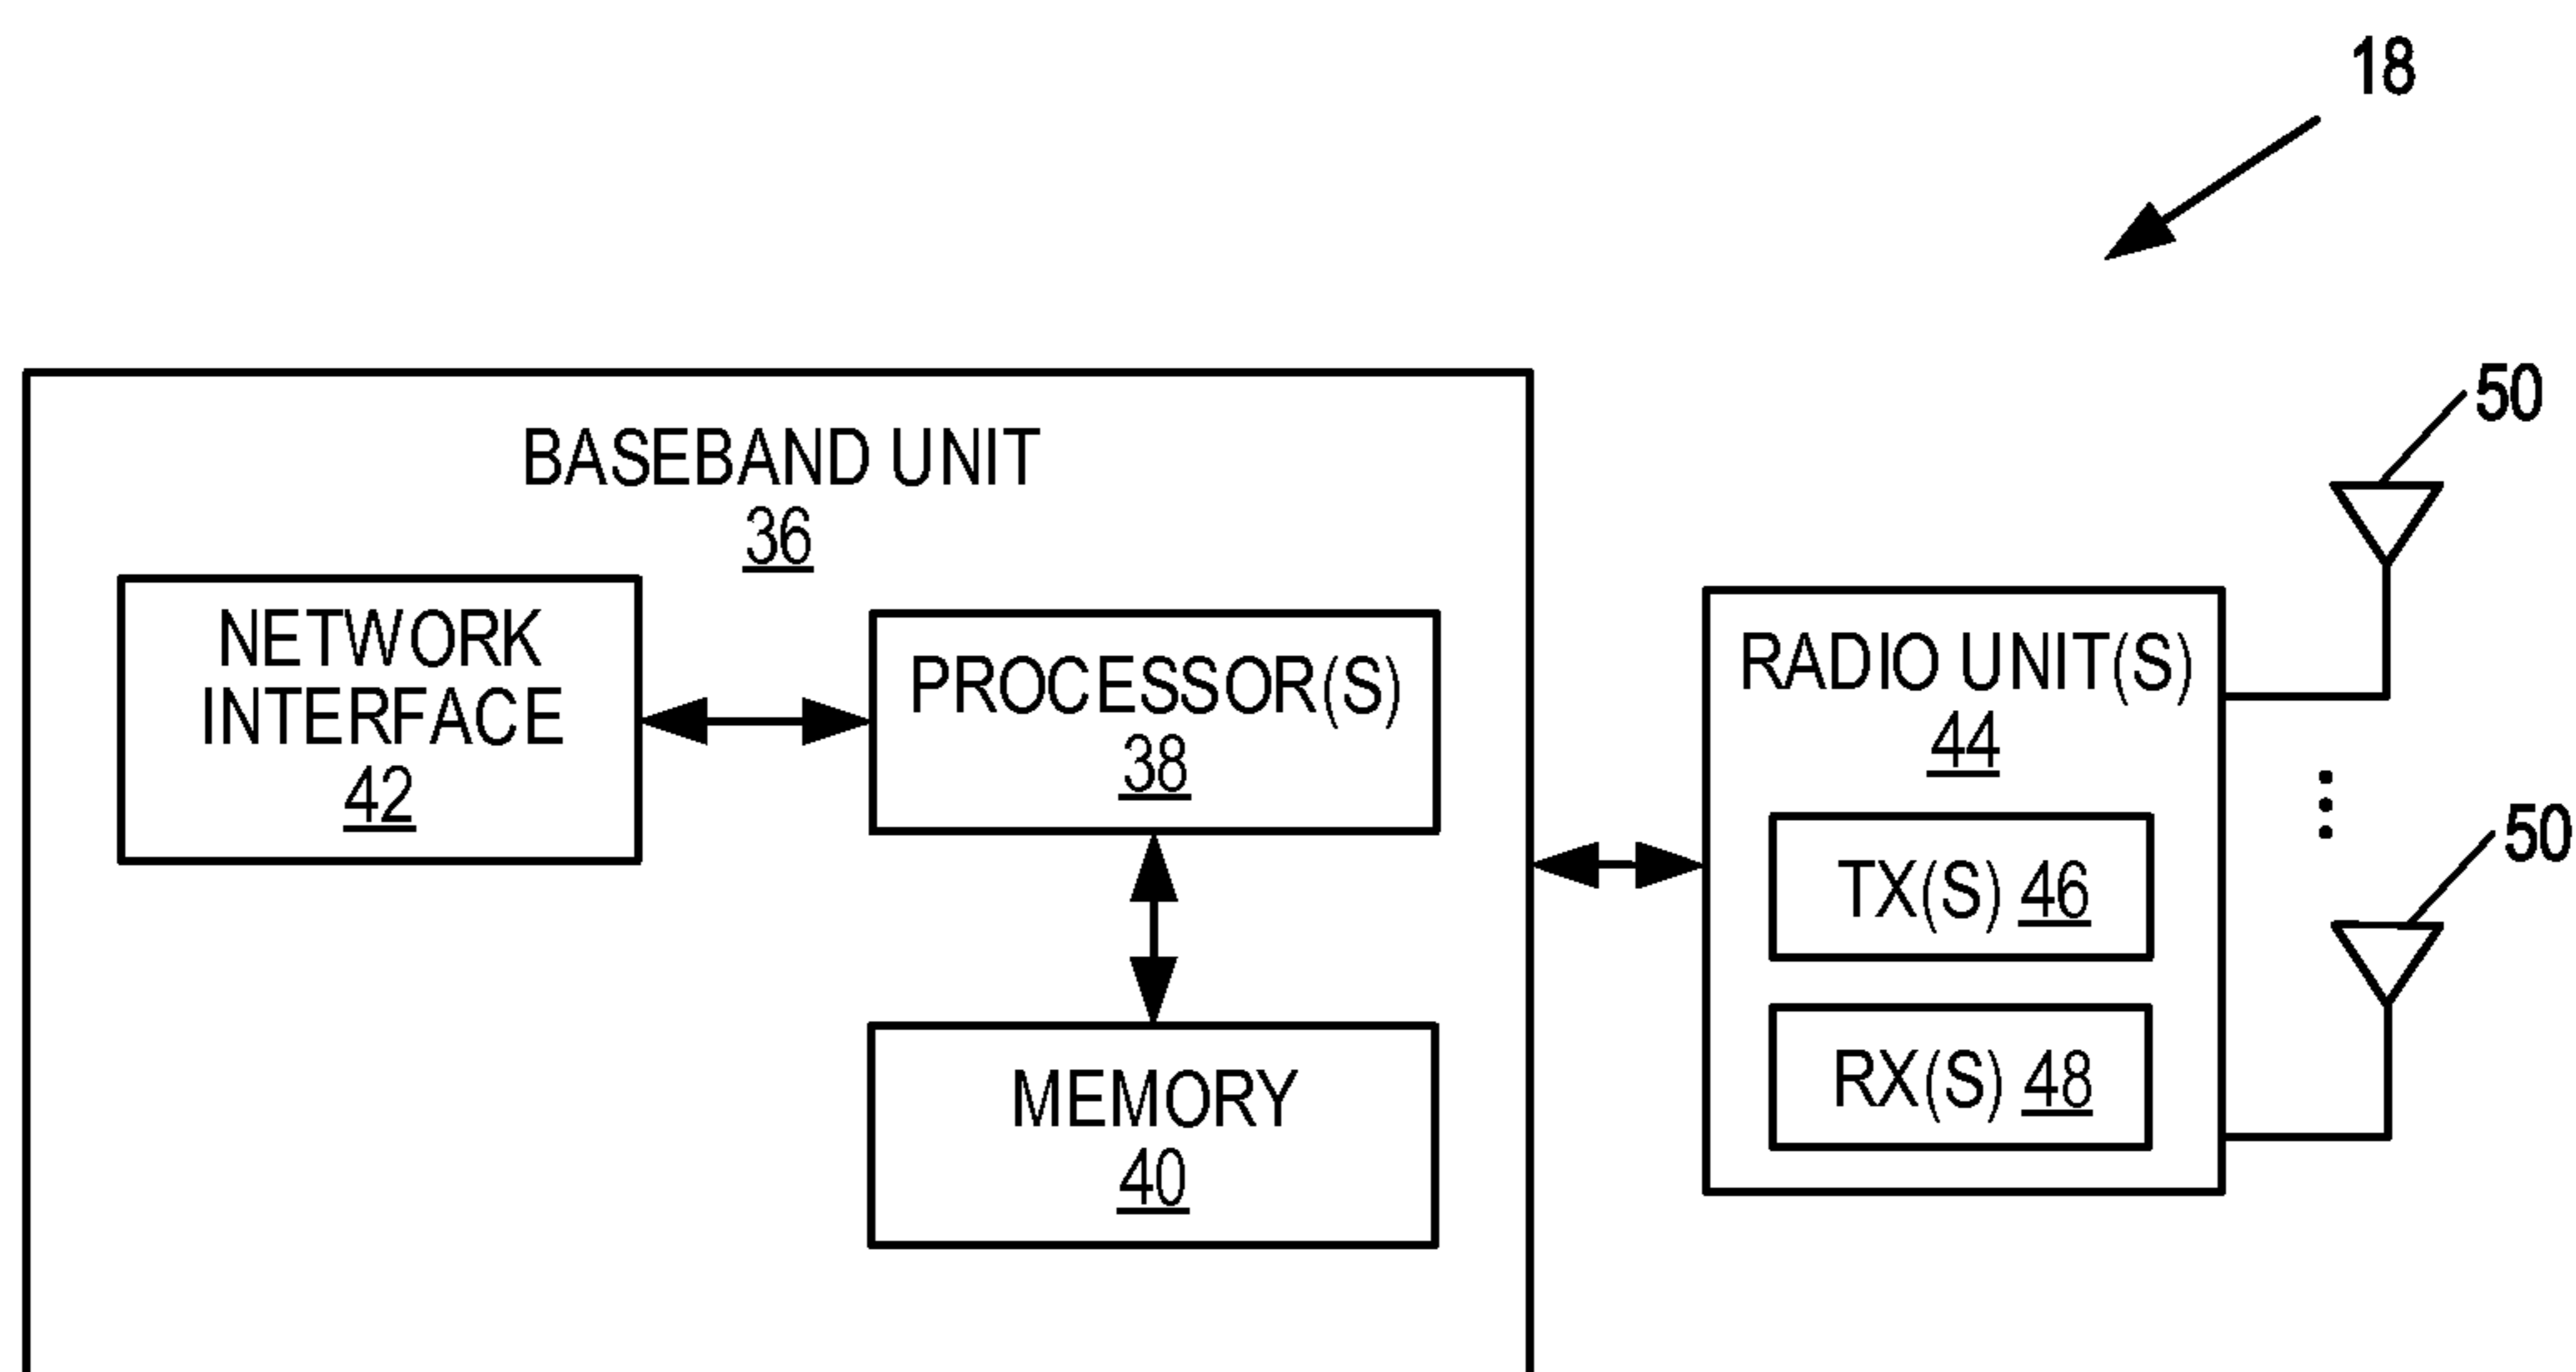 18
BASEBAND UNIT
36
NETWORK
INTERFACE
42
PROCESSOR(S)
38
MEMORY
40
RADIO UNIT(S)
44
TX(S) 46
RX(S) 48
50
50